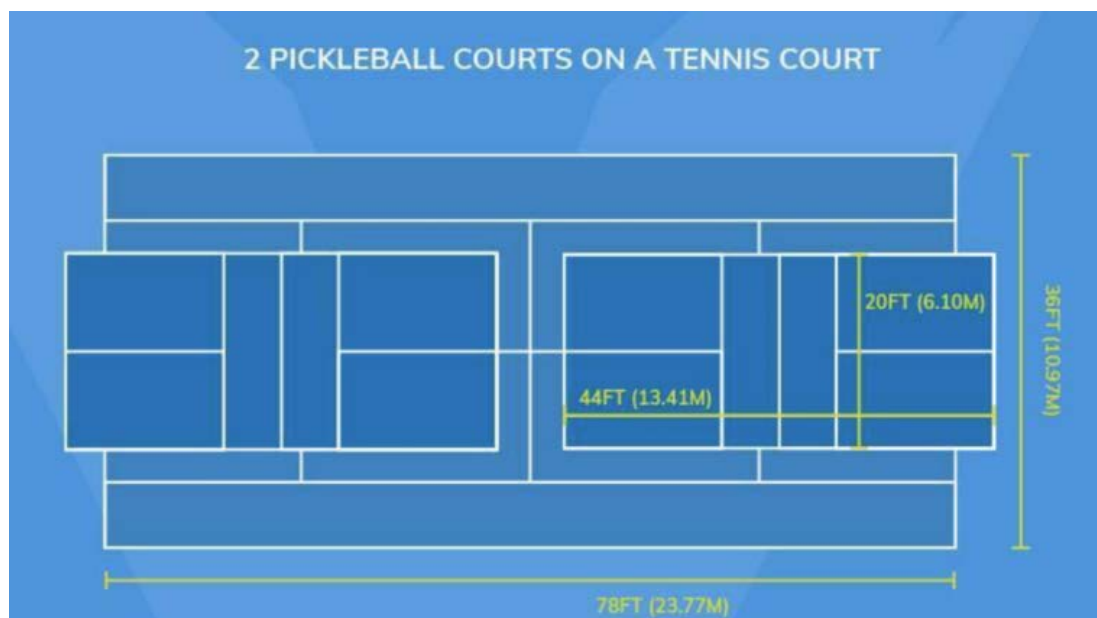 2 PICKLEBALL COURTS ON A TENNIS COURT
20FT (6.10M)
36FT (10.97M)
44FT (13.41M)
78FT (23.77M)